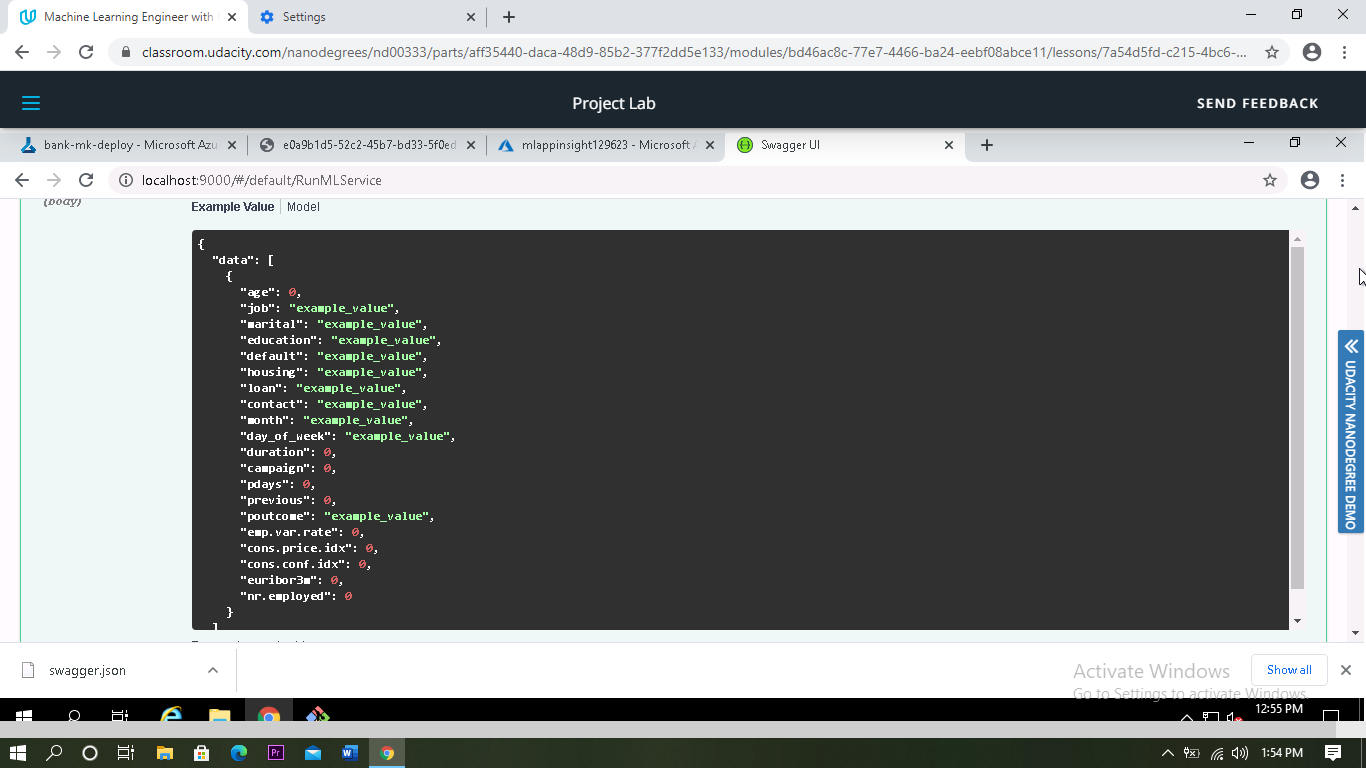 Machine Learning Engineer with
Settings
classroom.udacity.com/nanodegrees/nd00333/parts/aff35440-daca-48d9-85b2-377f2dd5e133/modules/bd46ac8c-77e7-4466-ba24-eebf08abce11/lessons/7a54d5fd-c215-4bc6-...
Project Lab
SEND FEEDBACK
bank-mk-deploy - Microsoft Azu
e0a9b1d5-52c2-45b7-bd33-5f0ed
mlappinsight129623 - Microsoft A
Swagger UI
localhost:9000/#/default/RunMLService
(body)
Example Value
Model
{
"data": [
{
"age": 0,
"job": "example_value",
"marital": "example_value",
"education": "example_value",
"default": "example_value",
"housing": "example_value",
"loan": "example_value",
"contact": "example_value",
"month": "example_value",
"day_of_week": "example_value",
"duration": 0,
"campaign": 0,
"pdays": 0,
"previous": 0,
"poutcome": "example_value",
"emp.var.rate": 0,
"cons.price.idx": 0,
"cons.conf.idx": 0,
"euribor3m": 0,
"nr.employed": 0
}
]
UDACITY NANODEGREE DEMO
swagger.json
Activate Windows
Go to Settings to activate Windows.
Show all
12:55 PM
Pr
W
1:54 PM